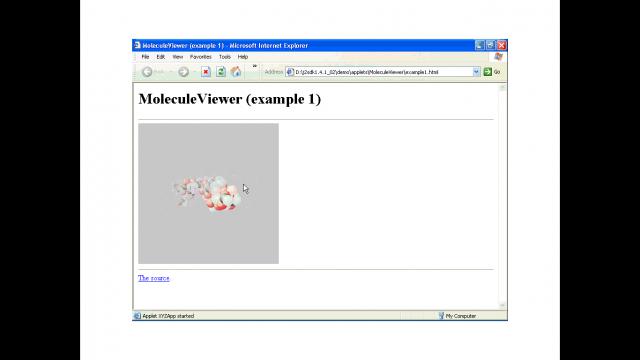 MoleculeViewer (example 1) - Microsoft Internet Explorer
File Edit View Favorites Tools Help
Back Address D:\j2sdk1.4.1_02\demo\applets\MoleculeViewer\example1.html Go
MoleculeViewer (example 1)
The source.
Applet XYZApp started My Computer